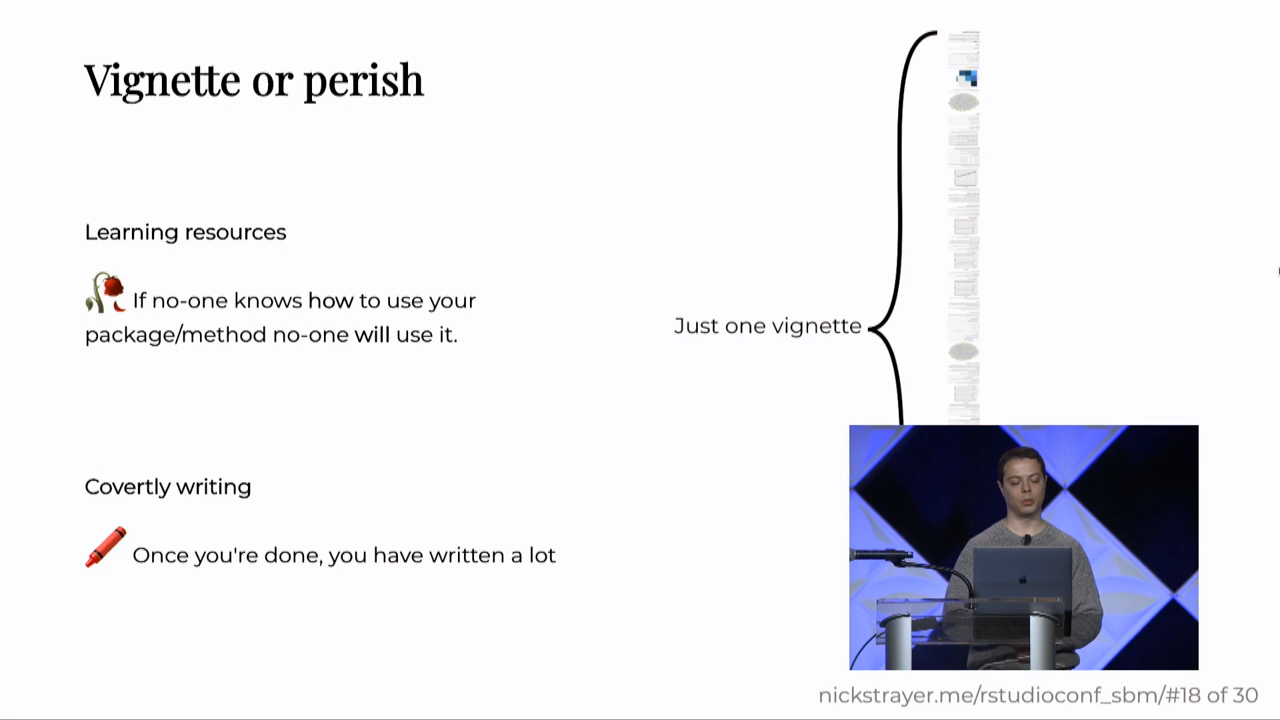 Vignette or perish
Learning resources
If no-one knows how to use your
package/method no-one will use it.
Just one vignette
Covertly writing
Once you're done, you have written a lot
nickstrayer.me/rstudioconf_sbm/#18 of 30